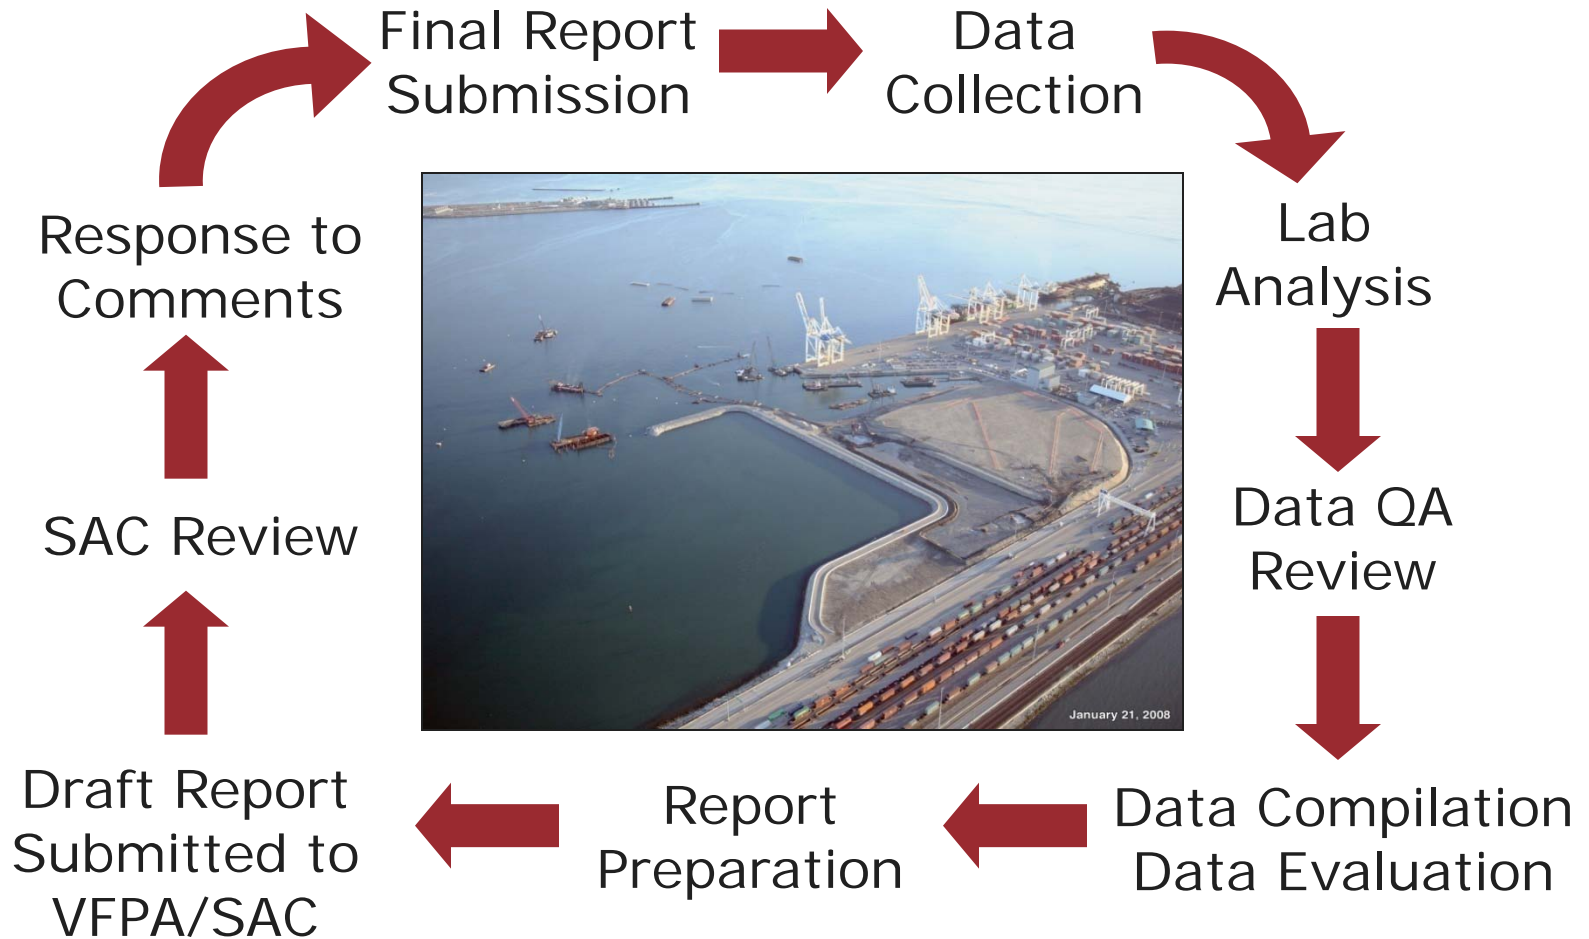 Final Report
Submission
Data
Collection
Lab
Analysis
Data QA
Review
Data Compilation
Data Evaluation
Report
Preparation
Draft Report
Submitted to
VFPA/SAC
SAC Review
Response to
Comments
January 21, 2008